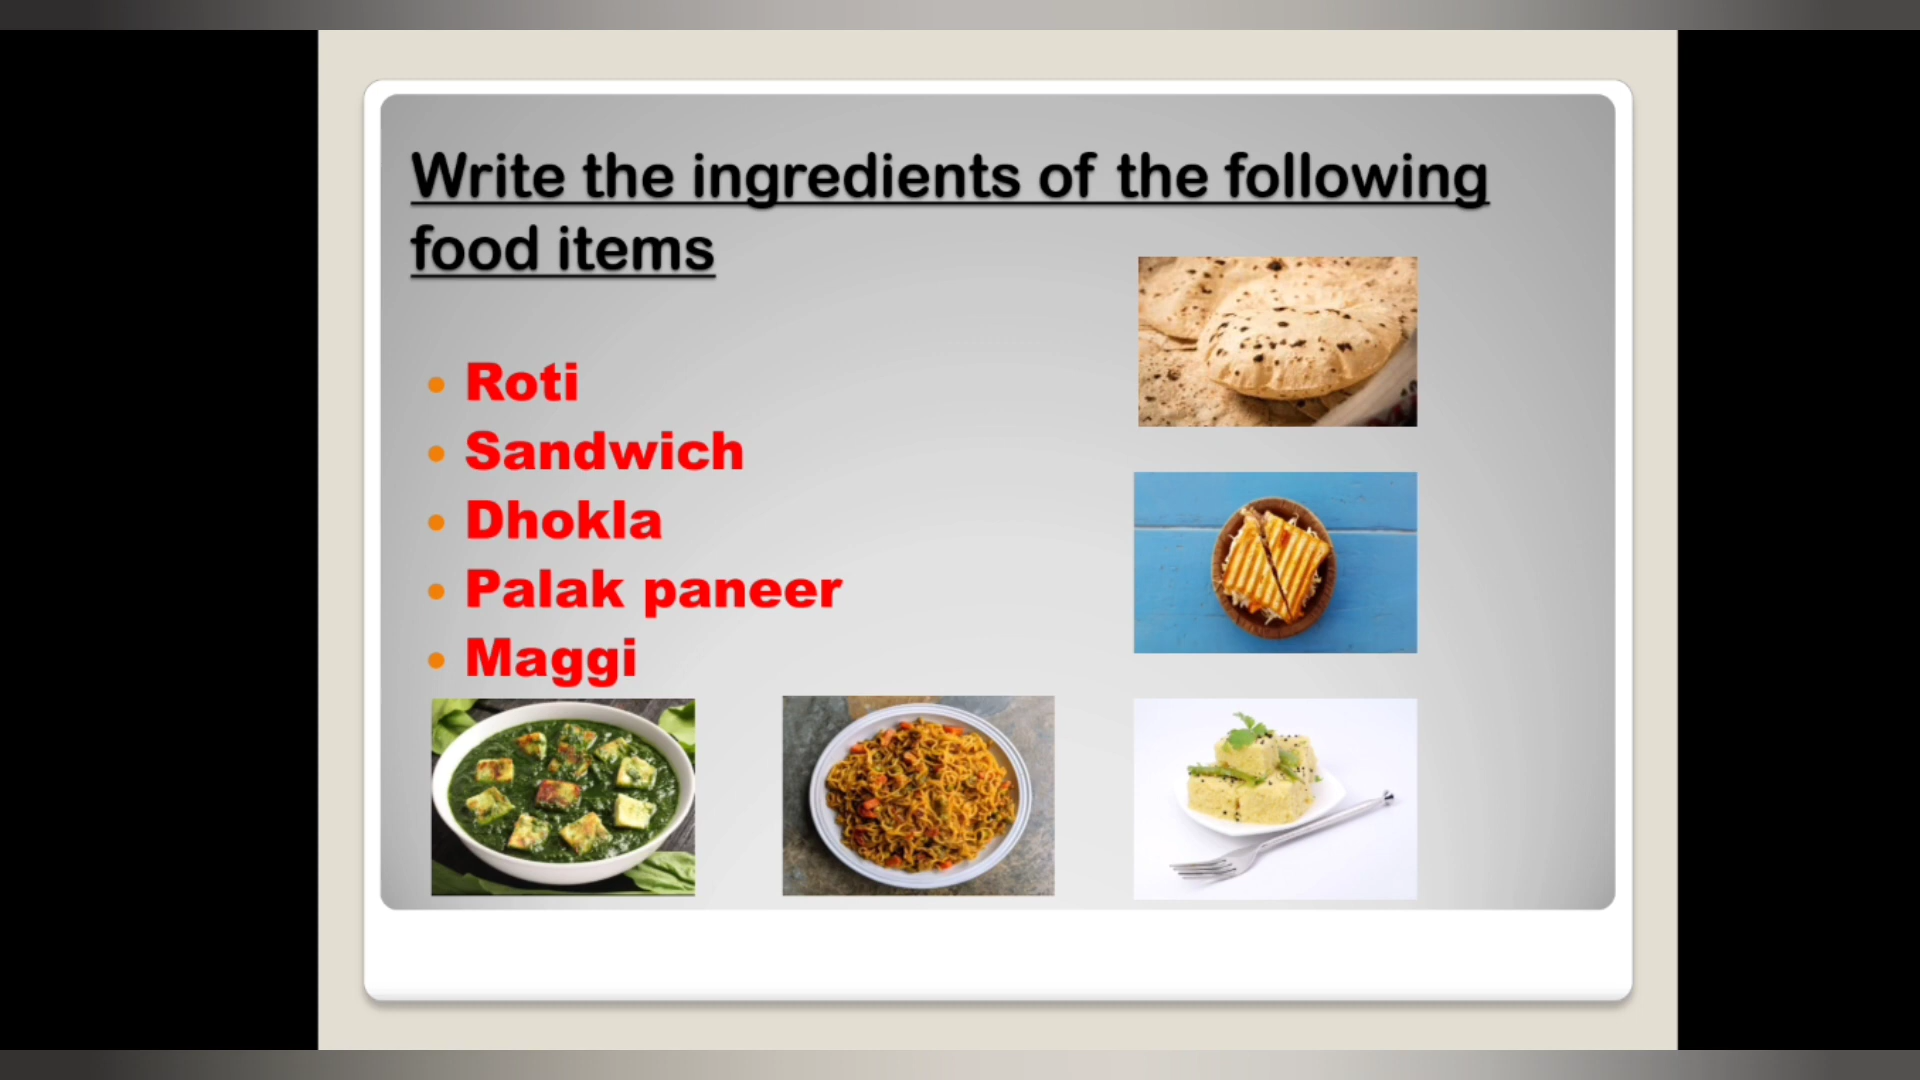 Write the ingredients of the following
food items
Roti
Sandwich
Dhokla
Palak paneer
Maggi